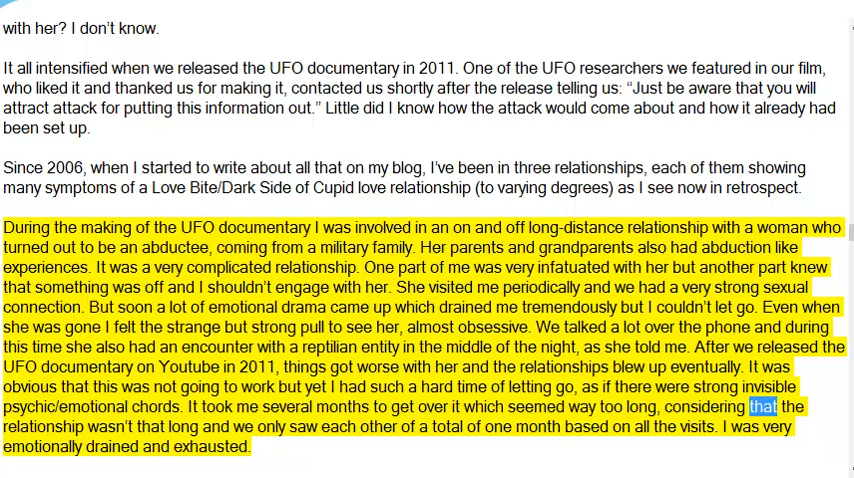 with her? I don’t know.
It all intensified when we released the UFO documentary in 2011. One of the UFO researchers we featured in our film,
who liked it and thanked us for making it, contacted us shortly after the release telling us: “Just be aware that you will
attract attack for putting this information out.” Little did I know how the attack would come about and how it already had
been set up.
Since 2006, when I started to write about all that on my blog, I’ve been in three relationships, each of them showing
many symptoms of a Love Bite/Dark Side of Cupid love relationship (to varying degrees) as I see now in retrospect.
During the making of the UFO documentary I was involved in an on and off long-distance relationship with a woman who
turned out to be an abductee, coming from a military family. Her parents and grandparents also had abduction like
experiences. It was a very complicated relationship. One part of me was very infatuated with her but another part knew
that something was off and I shouldn’t engage with her. She visited me periodically and we had a very strong sexual
connection. But soon a lot of emotional drama came up which drained me tremendously but I couldn’t let go. Even when
she was gone I felt the strange but strong pull to see her, almost obsessive. We talked a lot over the phone and during
this time she also had an encounter with a reptilian entity in the middle of the night, as she told me. After we released the
UFO documentary on Youtube in 2011, things got worse with her and the relationships blew up eventually. It was
obvious that this was not going to work but yet I had such a hard time of letting go, as if there were strong invisible
psychic/emotional chords. It took me several months to get over it which seemed way too long, considering that the
relationship wasn’t that long and we only saw each other of a total of one month based on all the visits. I was very
emotionally drained and exhausted.